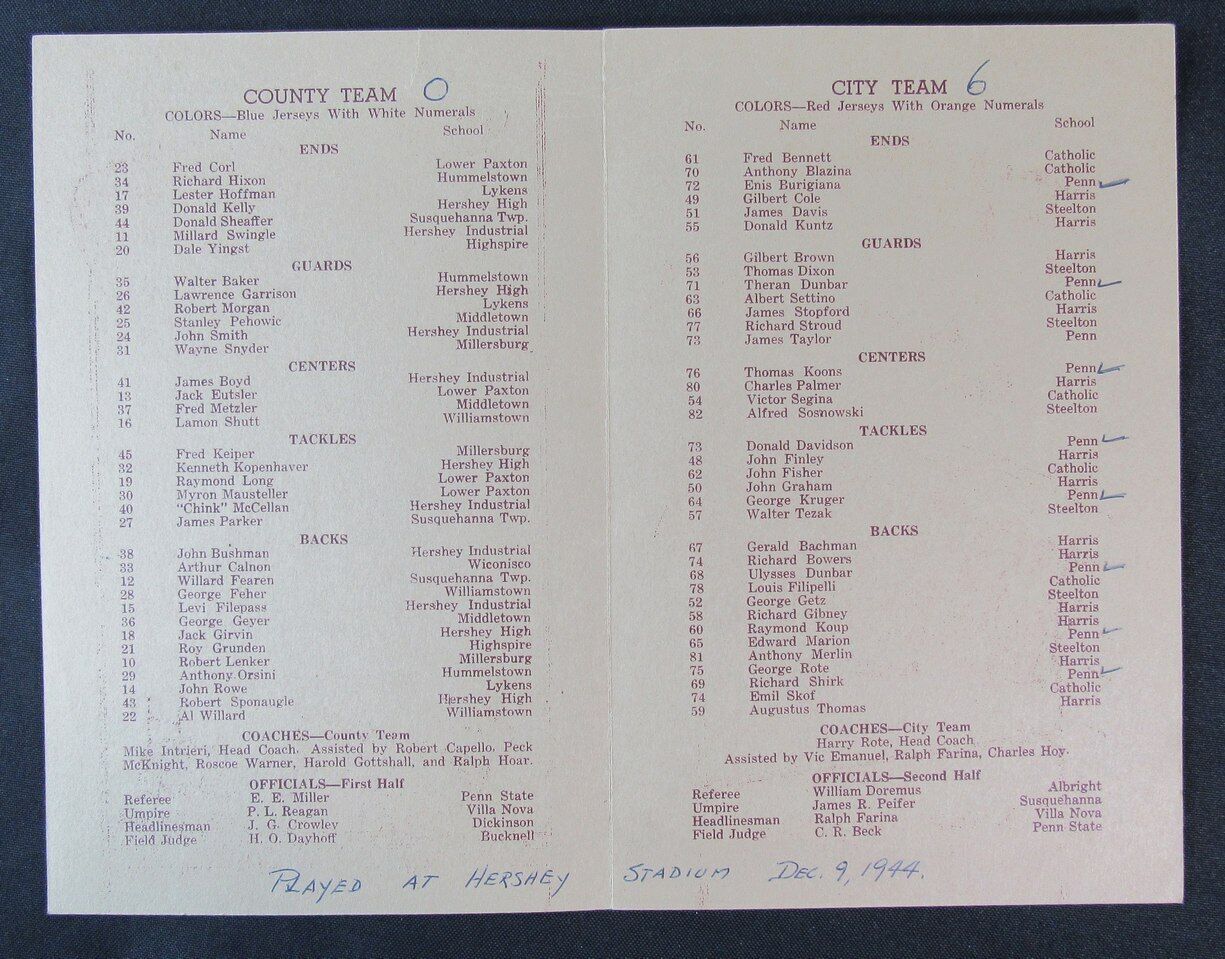 COUNTY TEAM 0
COLORS—Blue Jerseys With White Numerals
No. Name School
ENDS
23 Fred Corl Lower Paxton
34 Richard Hixon Hummelstown
17 Lester Hoffman Lykens
39 Donald Kelly Hershey High
44 Donald Sheaffer Susquehanna Twp.
11 Millard Swingle Hershey Industrial
20 Dale Yingst Highspire
GUARDS
35 Walter Baker Hummelstown
26 Lawrence Garrison Hershey High
42 Robert Morgan Lykens
25 Stanley Pehowic Middletown
24 John Smith Hershey Industrial
31 Wayne Snyder Millersburg
CENTERS
41 James Boyd Hershey Industrial
13 Jack Eutsler Lower Paxton
37 Fred Metzler Middletown
16 Lamon Shutt Williamstown
TACKLES
45 Fred Keiper Millersburg
32 Kenneth Kopenhaver Hershey High
19 Raymond Long Lower Paxton
30 Myron Mausteller Lower Paxton
40 "Chink" McCellan Hershey Industrial
27 James Parker Susquehanna Twp.
BACKS
38 John Bushman Hershey Industrial
33 Arthur Calnon Wiconisco
12 Willard Fearen Susquehanna Twp.
28 George Feher Williamstown
15 Levi Filepass Hershey Industrial
36 George Geyer Middletown
18 Jack Girvin Hershey High
21 Roy Grunden Highspire
10 Robert Lenker Millersburg
29 Anthony Orsini Hummelstown
14 John Rowe Lykens
43 Robert Sponaugle Hershey High
22 Al Willard Williamstown
COACHES—County Team
Mike Intrieri, Head Coach. Assisted by Robert Capello, Peck
McKnight, Roscoe Warner, Harold Gottshall, and Ralph Hoar.
OFFICIALS—First Half
Referee E. E. Miller Penn State
Umpire P. L. Reagan Villa Nova
Headlinesman J. G. Crowley Dickinson
Field Judge H. O. Dayhoff Bucknell
CITY TEAM 6
COLORS—Red Jerseys With Orange Numerals
No. Name School
ENDS
61 Fred Bennett Catholic
70 Anthony Blazina Catholic
72 Enis Burigiana Penn
49 Gilbert Cole Harris
51 James Davis Steelton
55 Donald Kuntz Harris
GUARDS
56 Gilbert Brown Harris
53 Thomas Dixon Steelton
71 Theran Dunbar Penn
63 Albert Settino Catholic
66 James Stopford Harris
77 Richard Stroud Steelton
73 James Taylor Penn
CENTERS
76 Thomas Koons Penn
80 Charles Palmer Harris
54 Victor Segina Catholic
82 Alfred Sosnowski Steelton
TACKLES
73 Donald Davidson Penn
48 John Finley Harris
62 John Fisher Catholic
50 John Graham Harris
64 George Kruger Penn
57 Walter Tezak Steelton
BACKS
67 Gerald Bachman Harris
74 Richard Bowers Harris
68 Ulysses Dunbar Penn
78 Louis Filipelli Catholic
52 George Getz Steelton
58 Richard Gibney Harris
60 Raymond Koup Harris
65 Edward Marion Penn
81 Anthony Merlin Steelton
75 George Rote Harris
69 Richard Shirk Penn
74 Emil Skof Catholic
59 Augustus Thomas Harris
COACHES—City Team
Harry Rote, Head Coach
Assisted by Vic Emanuel, Ralph Farina, Charles Hoy.
OFFICIALS—Second Half
Referee William Doremus Albright
Umpire James R. Peifer Susquehanna
Headlinesman Ralph Farina Villa Nova
Field Judge C. R. Beck Penn State
PLAYED AT HERSHEY STADIUM DEC. 9, 1944.